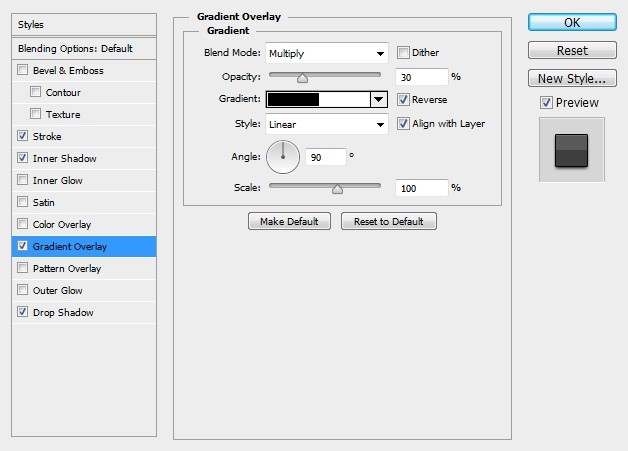 Styles
Blending Options: Default
Bevel & Emboss
Contour
Texture
Stroke
Inner Shadow
Inner Glow
Satin
Color Overlay
Gradient Overlay
Pattern Overlay
Outer Glow
Drop Shadow
Gradient Overlay
Gradient
Blend Mode: Multiply Dither
Opacity: 30 %
Gradient: Reverse
Style: Linear Align with Layer
Angle: 90 °
Scale: 100 %
Make Default Reset to Default
OK
Reset
New Style...
Preview